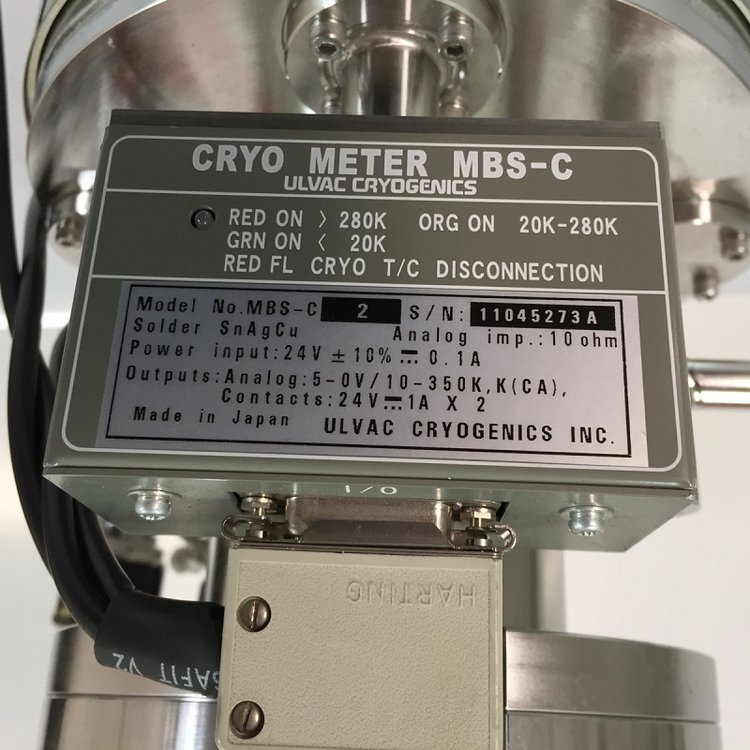 CRYO METER MBS-C
ULVAC CRYOGENICS
RED ON > 280K ORG ON 20K-280K
GRN ON < 20K
RED FL CRYO T/C DISCONNECTION
Model No.MBS-C 2 S/N: 11045273A
Solder SnAgCu Analog imp.:10ohm
Power input:24V ± 10% ⎓ 0.1A
Outputs:Analog:5-0V/10-350K,K(CA),
Contacts:24V⎓1A X 2
Made in Japan ULVAC CRYOGENICS INC.
I/O
HARTING
SAFIT V2